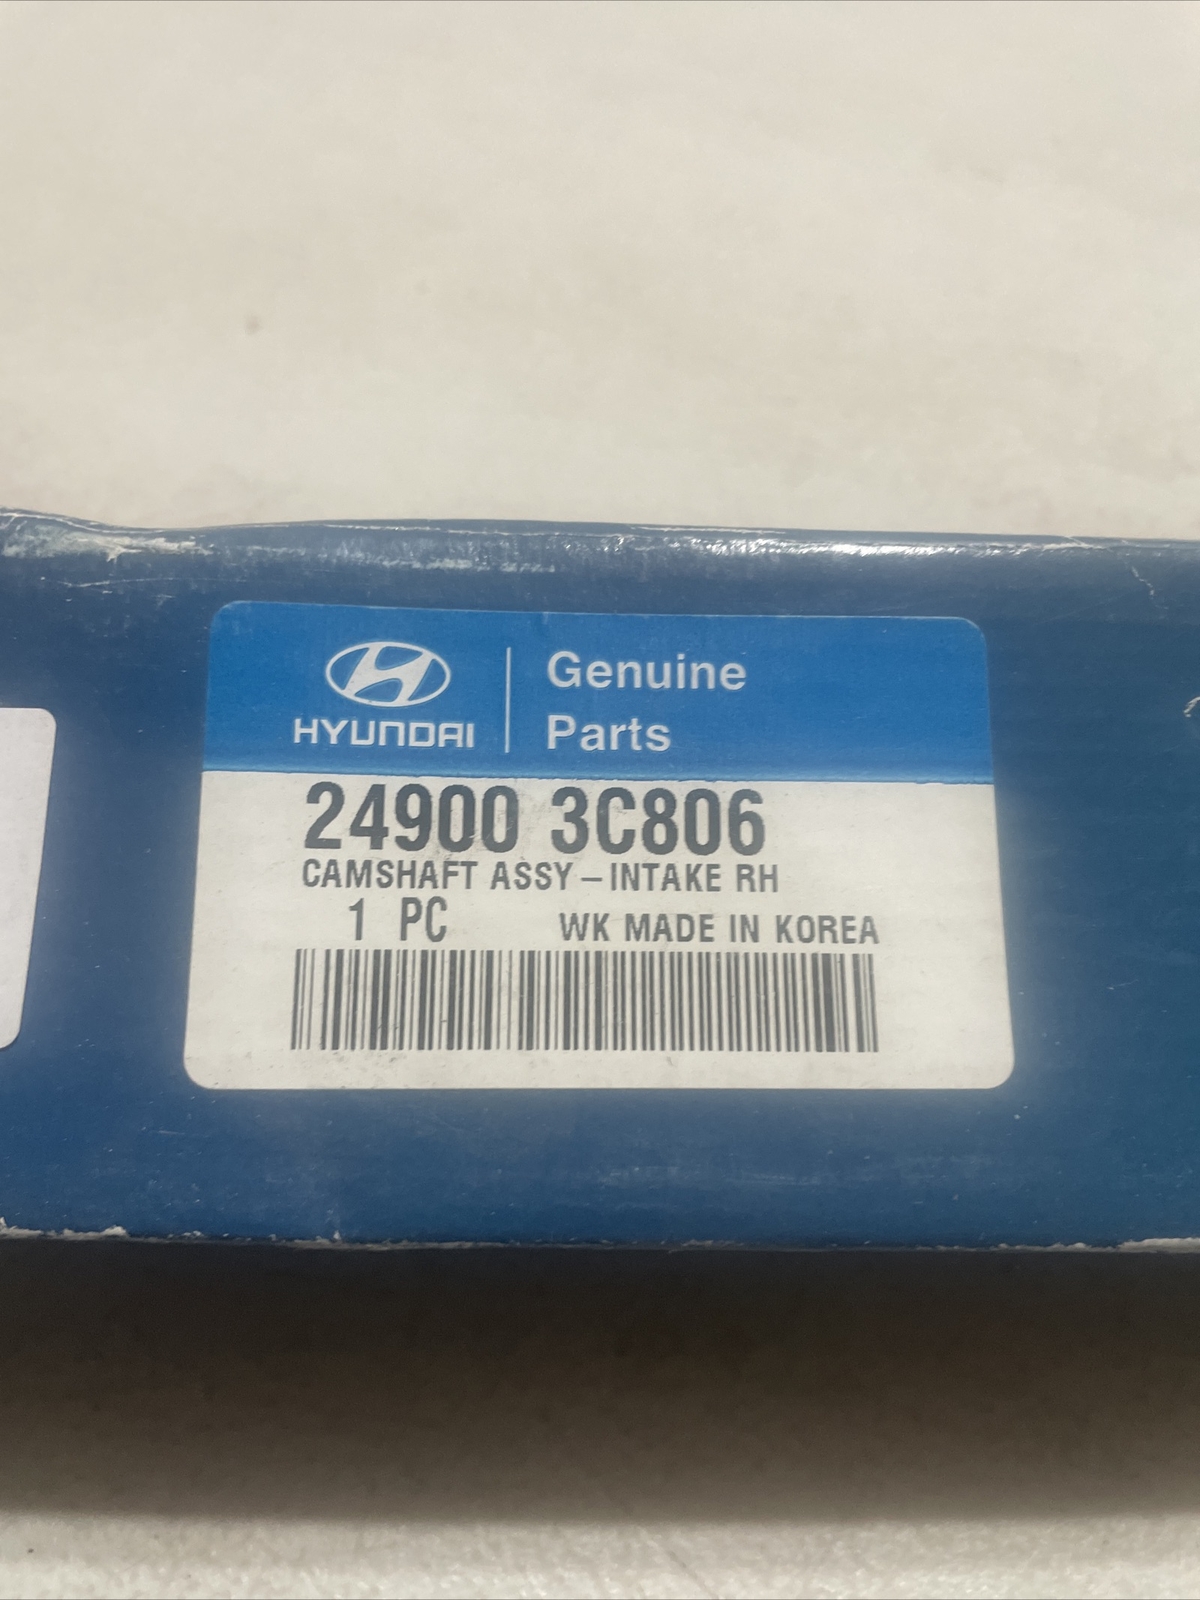 HYUNDAI
Genuine
Parts
24900 3C806
CAMSHAFT ASSY-INTAKE RH
1 PC WK MADE IN KOREA